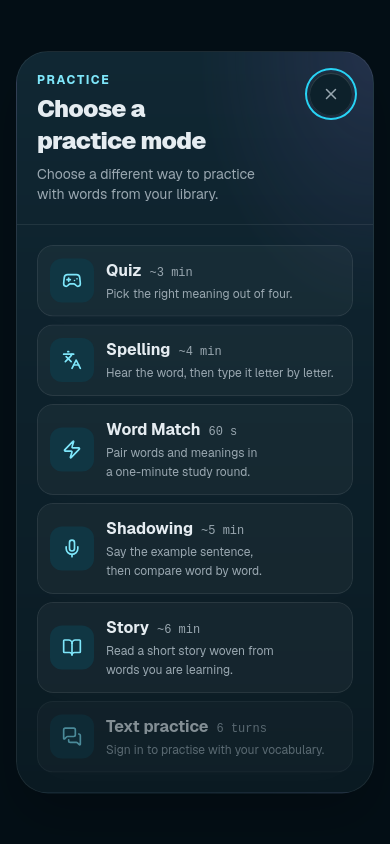 PRACTICE
Choose a
practice mode
Choose a different way to practice
with words from your library.
Quiz ~3 min
Pick the right meaning out of four.
Spelling ~4 min
Hear the word, then type it letter by letter.
Word Match 60 s
Pair words and meanings in
a one-minute study round.
Shadowing ~5 min
Say the example sentence,
then compare word by word.
Story ~6 min
Read a short story woven from
words you are learning.
Text practice 6 turns
Sign in to practise with your vocabulary.